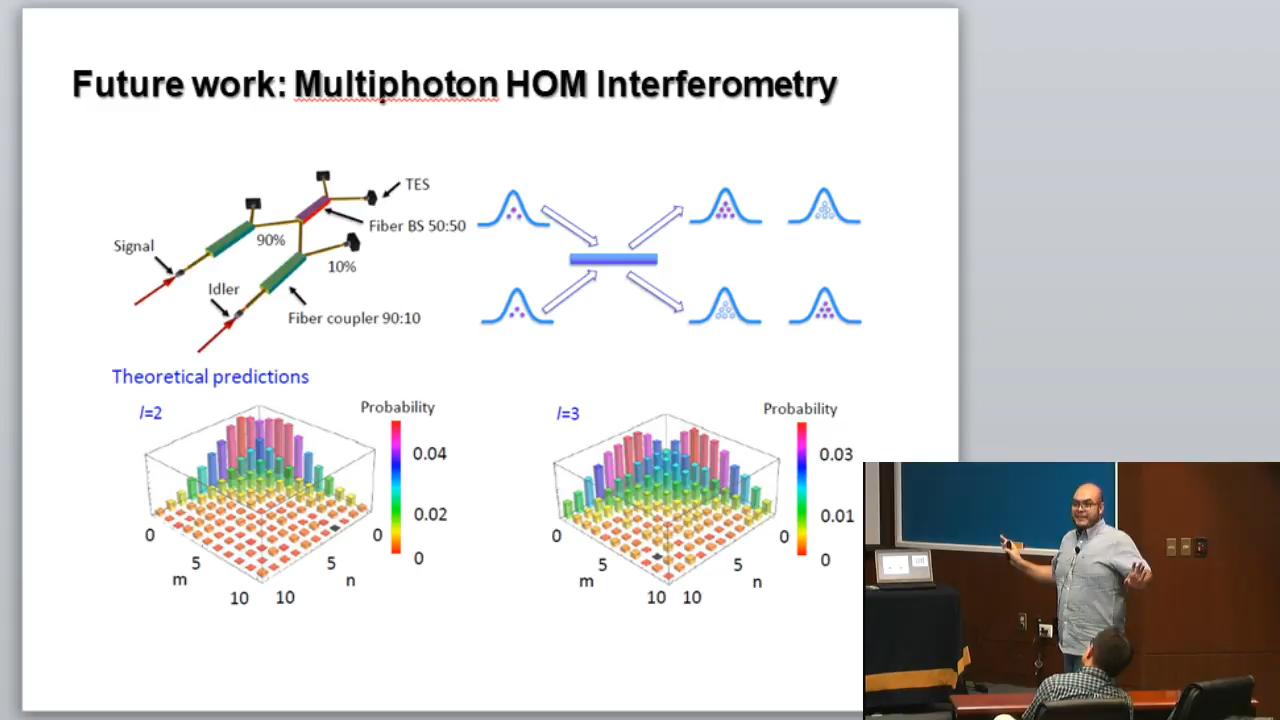 Future work: Multiphoton HOM Interferometry
TES
Fiber BS 50:50
90%
Signal
10%
Idler
Fiber coupler 90:10
Theoretical predictions
l=2
Probability
0.04
0.02
0
0
5
10
m
0
5
10
n
l=3
Probability
0.03
0.01
0
0
5
10
m
0
5
10
n